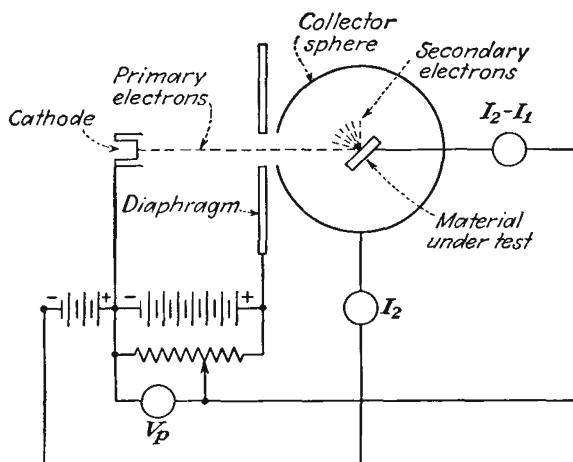 Collector
sphere
Secondary
electrons
Primary
electrons
Cathode
I₂-I₁
Diaphragm
Material
under test
- + - +
I₂
Vp